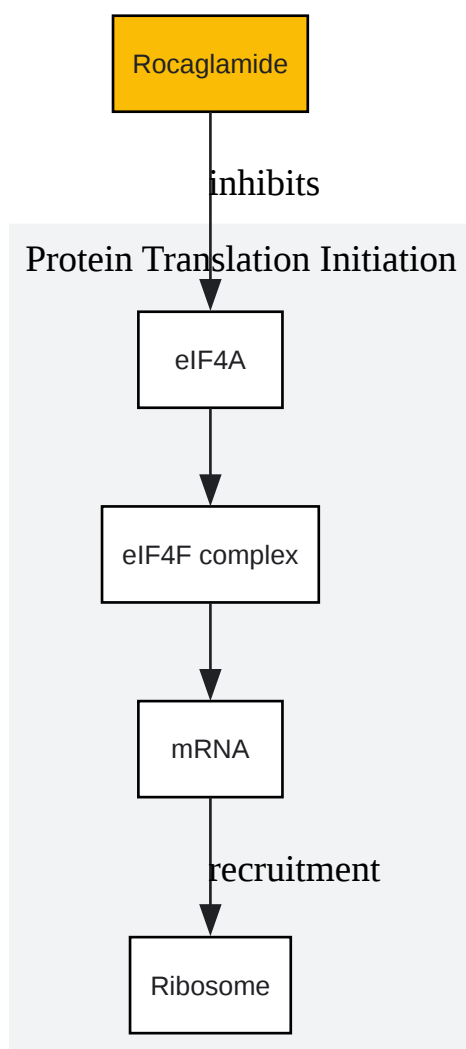 Rocaglamide
inhibits
Protein Translation Initiation
eIF4A
eIF4F complex
mRNA
recruitment
Ribosome